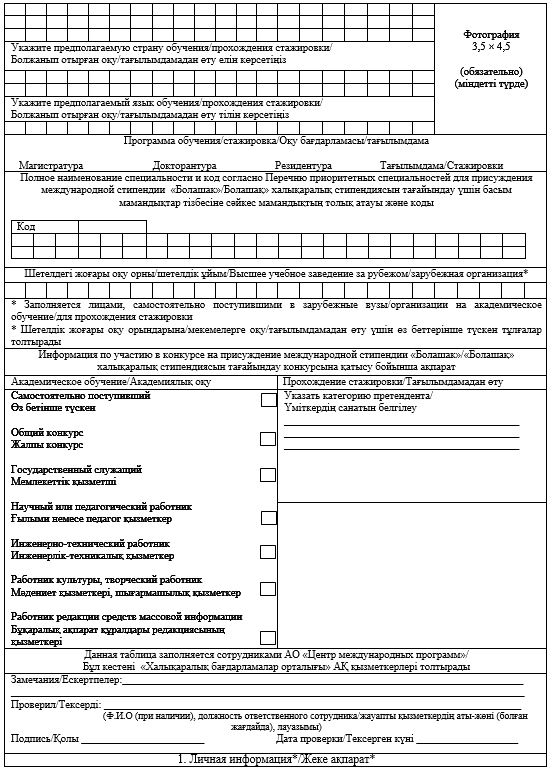 Фотография
3,5 × 4,5
(обязательно)
(міндетті түрде)
Укажите предполагаемую страну обучения/прохождения стажировки/
Болжанып отырған оқу/тағылымдамадан өту елін көрсетіңіз
Укажите предполагаемый язык обучения/прохождения стажировки/
Болжанып отырған оқу/тағылымдамадан өту тілін көрсетіңіз
Программа обучения/стажировка/Оқу бағдарламасы/тағылымдама
Магистратура Докторантура Резидентура Тағылымдама/Стажировки
Полное наименование специальности и код согласно Перечню приоритетных специальностей для присуждения
международной стипендии «Болашак»/Болашақ» халықаралық стипендиясын тағайындау үшін басым
мамандықтар тізбесіне сәйкес мамандықтың толық атауы және коды
Код
Шетелдегі жоғары оқу орны/шетелдік ұйым/Высшее учебное заведение за рубежом/зарубежная организация*
* Заполняется лицами, самостоятельно поступившими в зарубежные вузы/организации на академическое
обучение/для прохождения стажировки
* Шетелдік жоғары оқу орындарына/мекемелерге оқу/тағылымдамадан өту үшін өз беттерінше түскен тұлғалар
толтырады
Информация по участию в конкурсе на присуждение международной стипендии «Болашак»/«Болашақ»
халықаралық стипендиясын тағайындау конкурсына қатысу бойынша ақпарат
Академическое обучение/Академиялық оқу
Прохождение стажировки/Тағылымдамадан өту
Самостоятельно поступивший
Өз бетінше түскен
Указать категорию претендента/
Үміткердің санатын белгілеу
Общий конкурс
Жалпы конкурс
Государственный служащий
Мемлекеттік қызметші
Научный или педагогический работник
Ғылыми немесе педагог қызметкер
Инженерно-технический работник
Инженерлік-техникалық қызметкер
Работник культуры, творческий работник
Мәдениет қызметкері, шығармашылық қызметкер
Работник редакции средств массовой информации
Бұқаралық ақпарат құралдары редакциясының
қызметкері
Данная таблица заполняется сотрудниками АО «Центр международных программ»/
Бұл кестені «Халықаралық бағдарламалар орталығы» АҚ қызметкерлері толтырады
Замечания/Ескертпелер:
Проверил/Тексерді:
(Ф.И.О (при наличии), должность ответственного сотрудника/жауапты қызметкердің аты-жөні (болған
жағдайда), лауазымы)
Подпись/Қолы Дата проверки/Тексерген күні
1. Личная информация*/Жеке ақпарат*